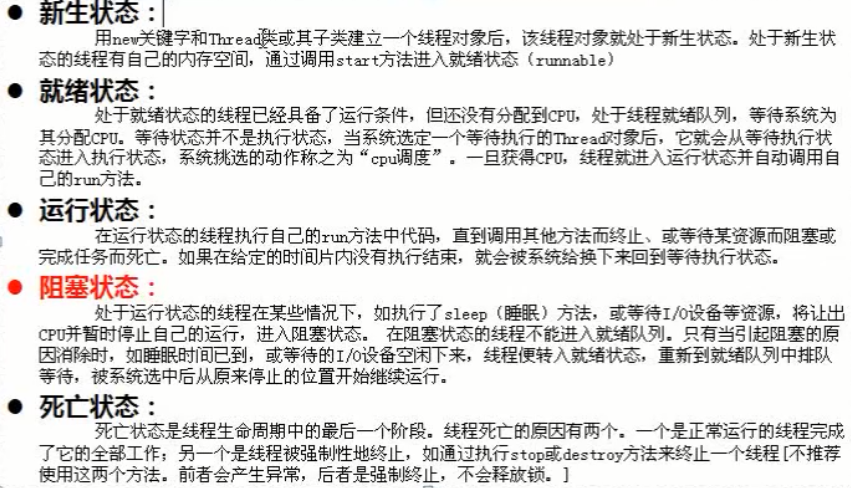 ● 新生状态：
用new关键字和Thread类或其子类建立一个线程对象后，该线程对象就处于新生状态。处于新生状
态的线程有自己的内存空间，通过调用start方法进入就绪状态（runnable）
● 就绪状态：
处于就绪状态的线程已经具备了运行条件，但还没有分配到CPU，处于线程就绪队列，等待系统为
其分配CPU。等待状态并不是执行状态，当系统选定一个等待执行的Thread对象后，它就会从等待执行状
态进入执行状态，系统挑选的动作称之为“cpu调度”。一旦获得CPU，线程就进入运行状态并自动调用自
己的run方法。
● 运行状态：
在运行状态的线程执行自己的run方法中代码，直到调用其他方法而终止、或等待某资源而阻塞或
完成任务而死亡。如果在给定的时间片内没有执行结束，就会被系统给换下来回到等待执行状态。
● 阻塞状态：
处于运行状态的线程在某些情况下，如执行了sleep（睡眠）方法，或等待I/O设备等资源，将让出
CPU并暂时停止自己的运行，进入阻塞状态。 在阻塞状态的线程不能进入就绪队列。只有当引起阻塞的原
因消除时，如睡眠时间已到，或等待的I/O设备空闲下来，线程便转入就绪状态，重新到就绪队列中排队
等待，被系统选中后从原来停止的位置开始继续运行。
● 死亡状态：
死亡状态是线程生命周期中的最后一个阶段。线程死亡的原因有两个。一个是正常运行的线程完成
了它的全部工作；另一个是线程被强制性地终止，如通过执行stop或destroy方法来终止一个线程[不推荐
使用这两个方法。前者会产生异常，后者是强制终止，不会释放锁。]